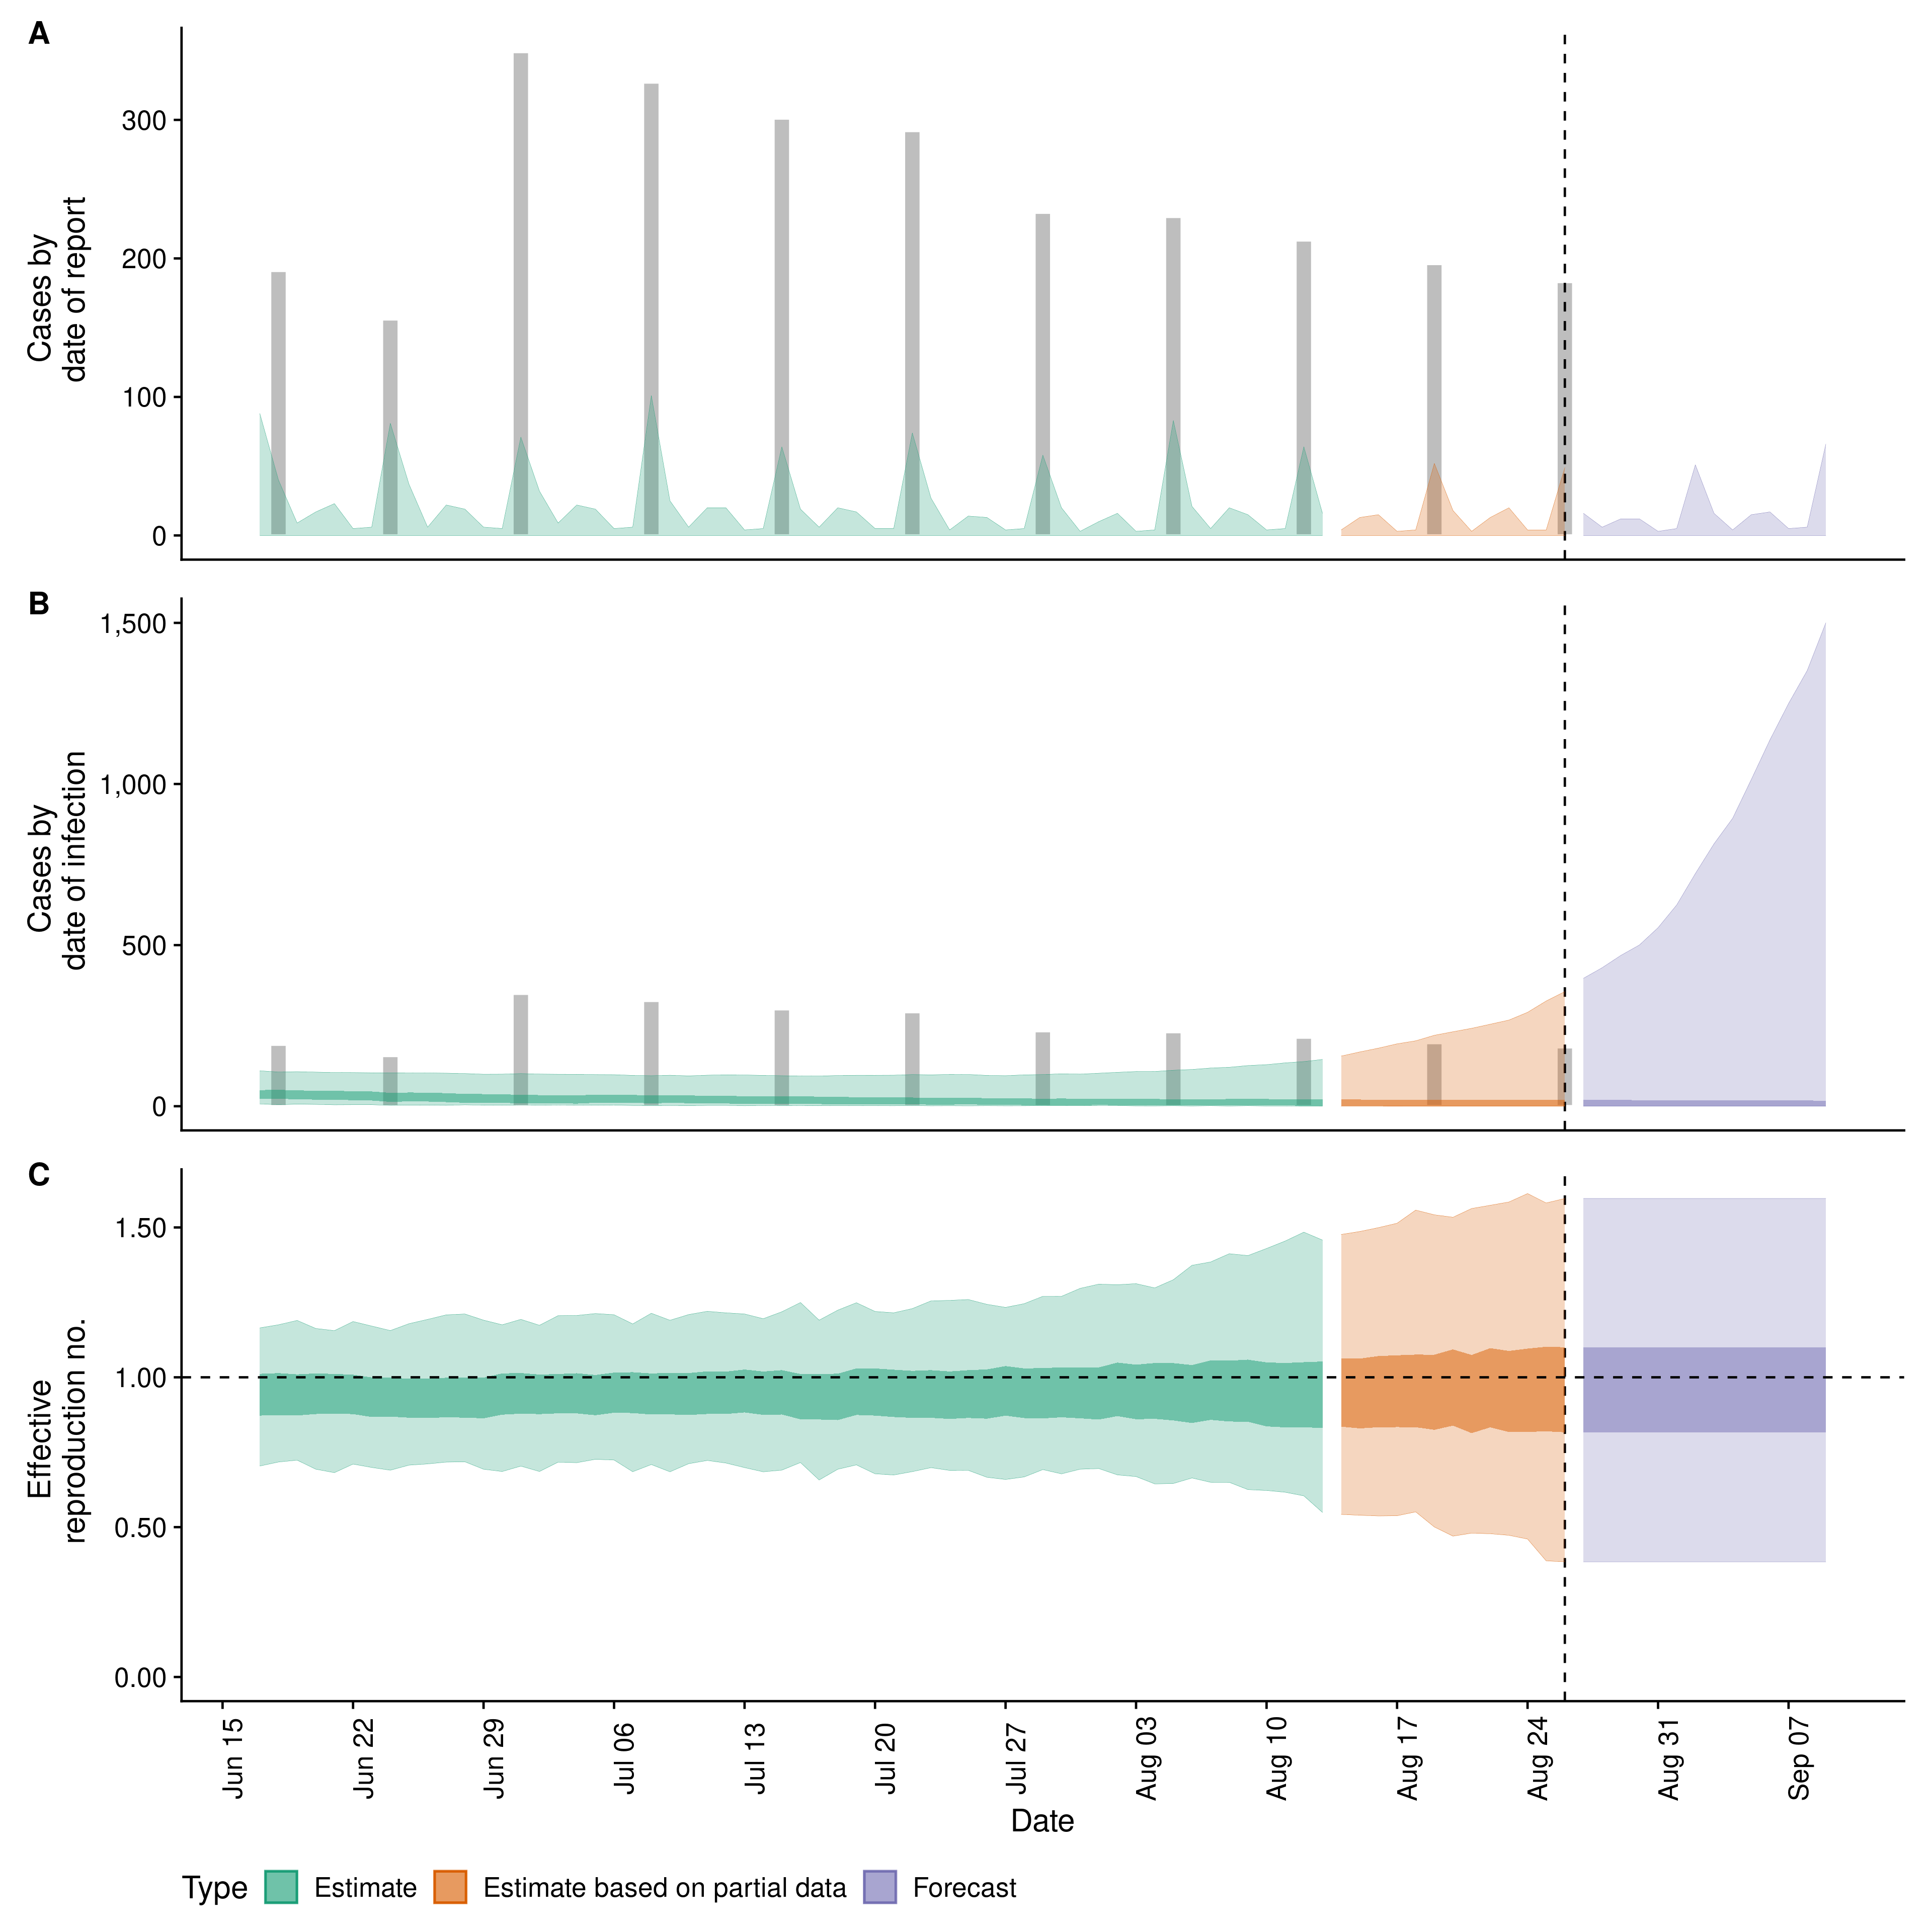 A
Cases by
date of report
300
200
100
0
B
Cases by
date of infection
1,500
1,000
500
0
C
Effective
reproduction no.
1.50
1.00
0.50
0.00
Jun 15
Jun 22
Jun 29
Jul 06
Jul 13
Jul 20
Jul 27
Aug 03
Aug 10
Aug 17
Aug 24
Aug 31
Sep 07
Date
Type
Estimate
Estimate based on partial data
Forecast